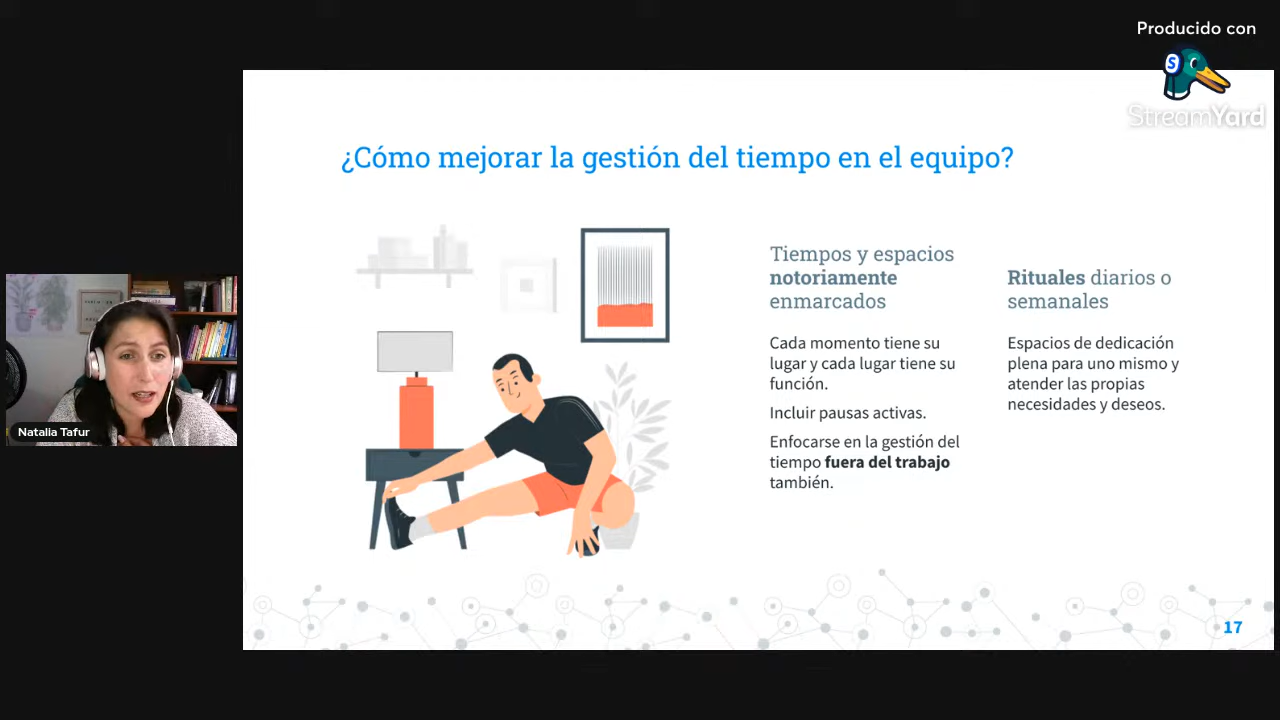 Producido con
StreamYard
¿Cómo mejorar la gestión del tiempo en el equipo?
Tiempos y espacios
notoriamente
enmarcados
Cada momento tiene su
lugar y cada lugar tiene su
función.
Incluir pausas activas.
Enfocarse en la gestión del
tiempo fuera del trabajo
también.
Rituales diarios o
semanales
Espacios de dedicación
plena para uno mismo y
atender las propias
necesidades y deseos.
Natalia Tafur
17